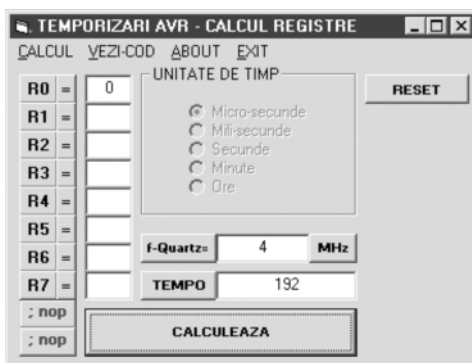 TEMPORIZARI AVR - CALCUL REGISTRE
CALCUL VEZI-COD ABOUT EXIT
UNITATE DE TIMP
R0 = 0
RESET
R1 =
Micro-secunde
R2 =
Mili-secunde
Secunde
R3 =
Minute
R4 =
Ore
R5 =
f-Quartz= 4 MHz
R6 =
R7 =
TEMPO 192
; nop
CALCULEAZA
; nop